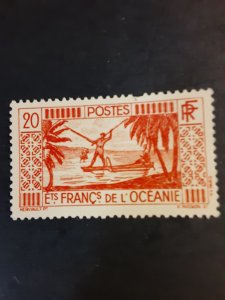 20 POSTES RF
ETS FRANÇS DE L'OCÉANIE